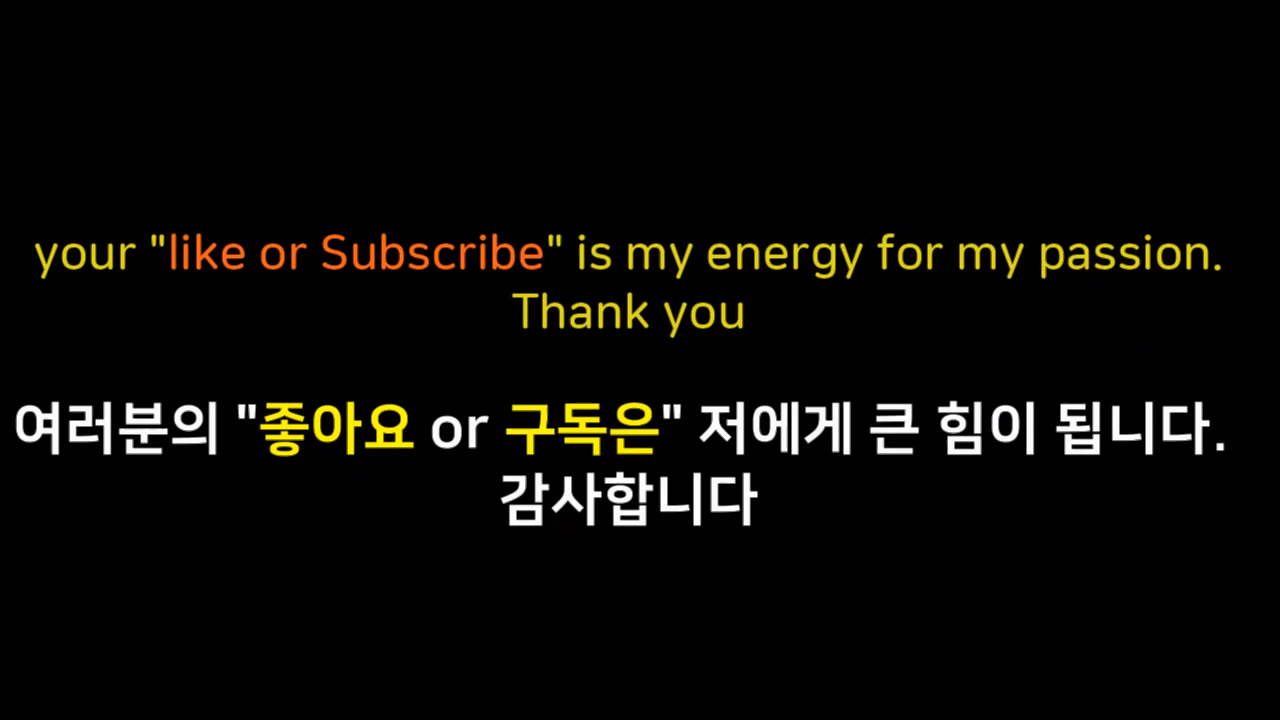 your "like or Subscribe" is my energy for my passion.
Thank you
여러분의 "좋아요 or 구독은" 저에게 큰 힘이 됩니다.
감사합니다